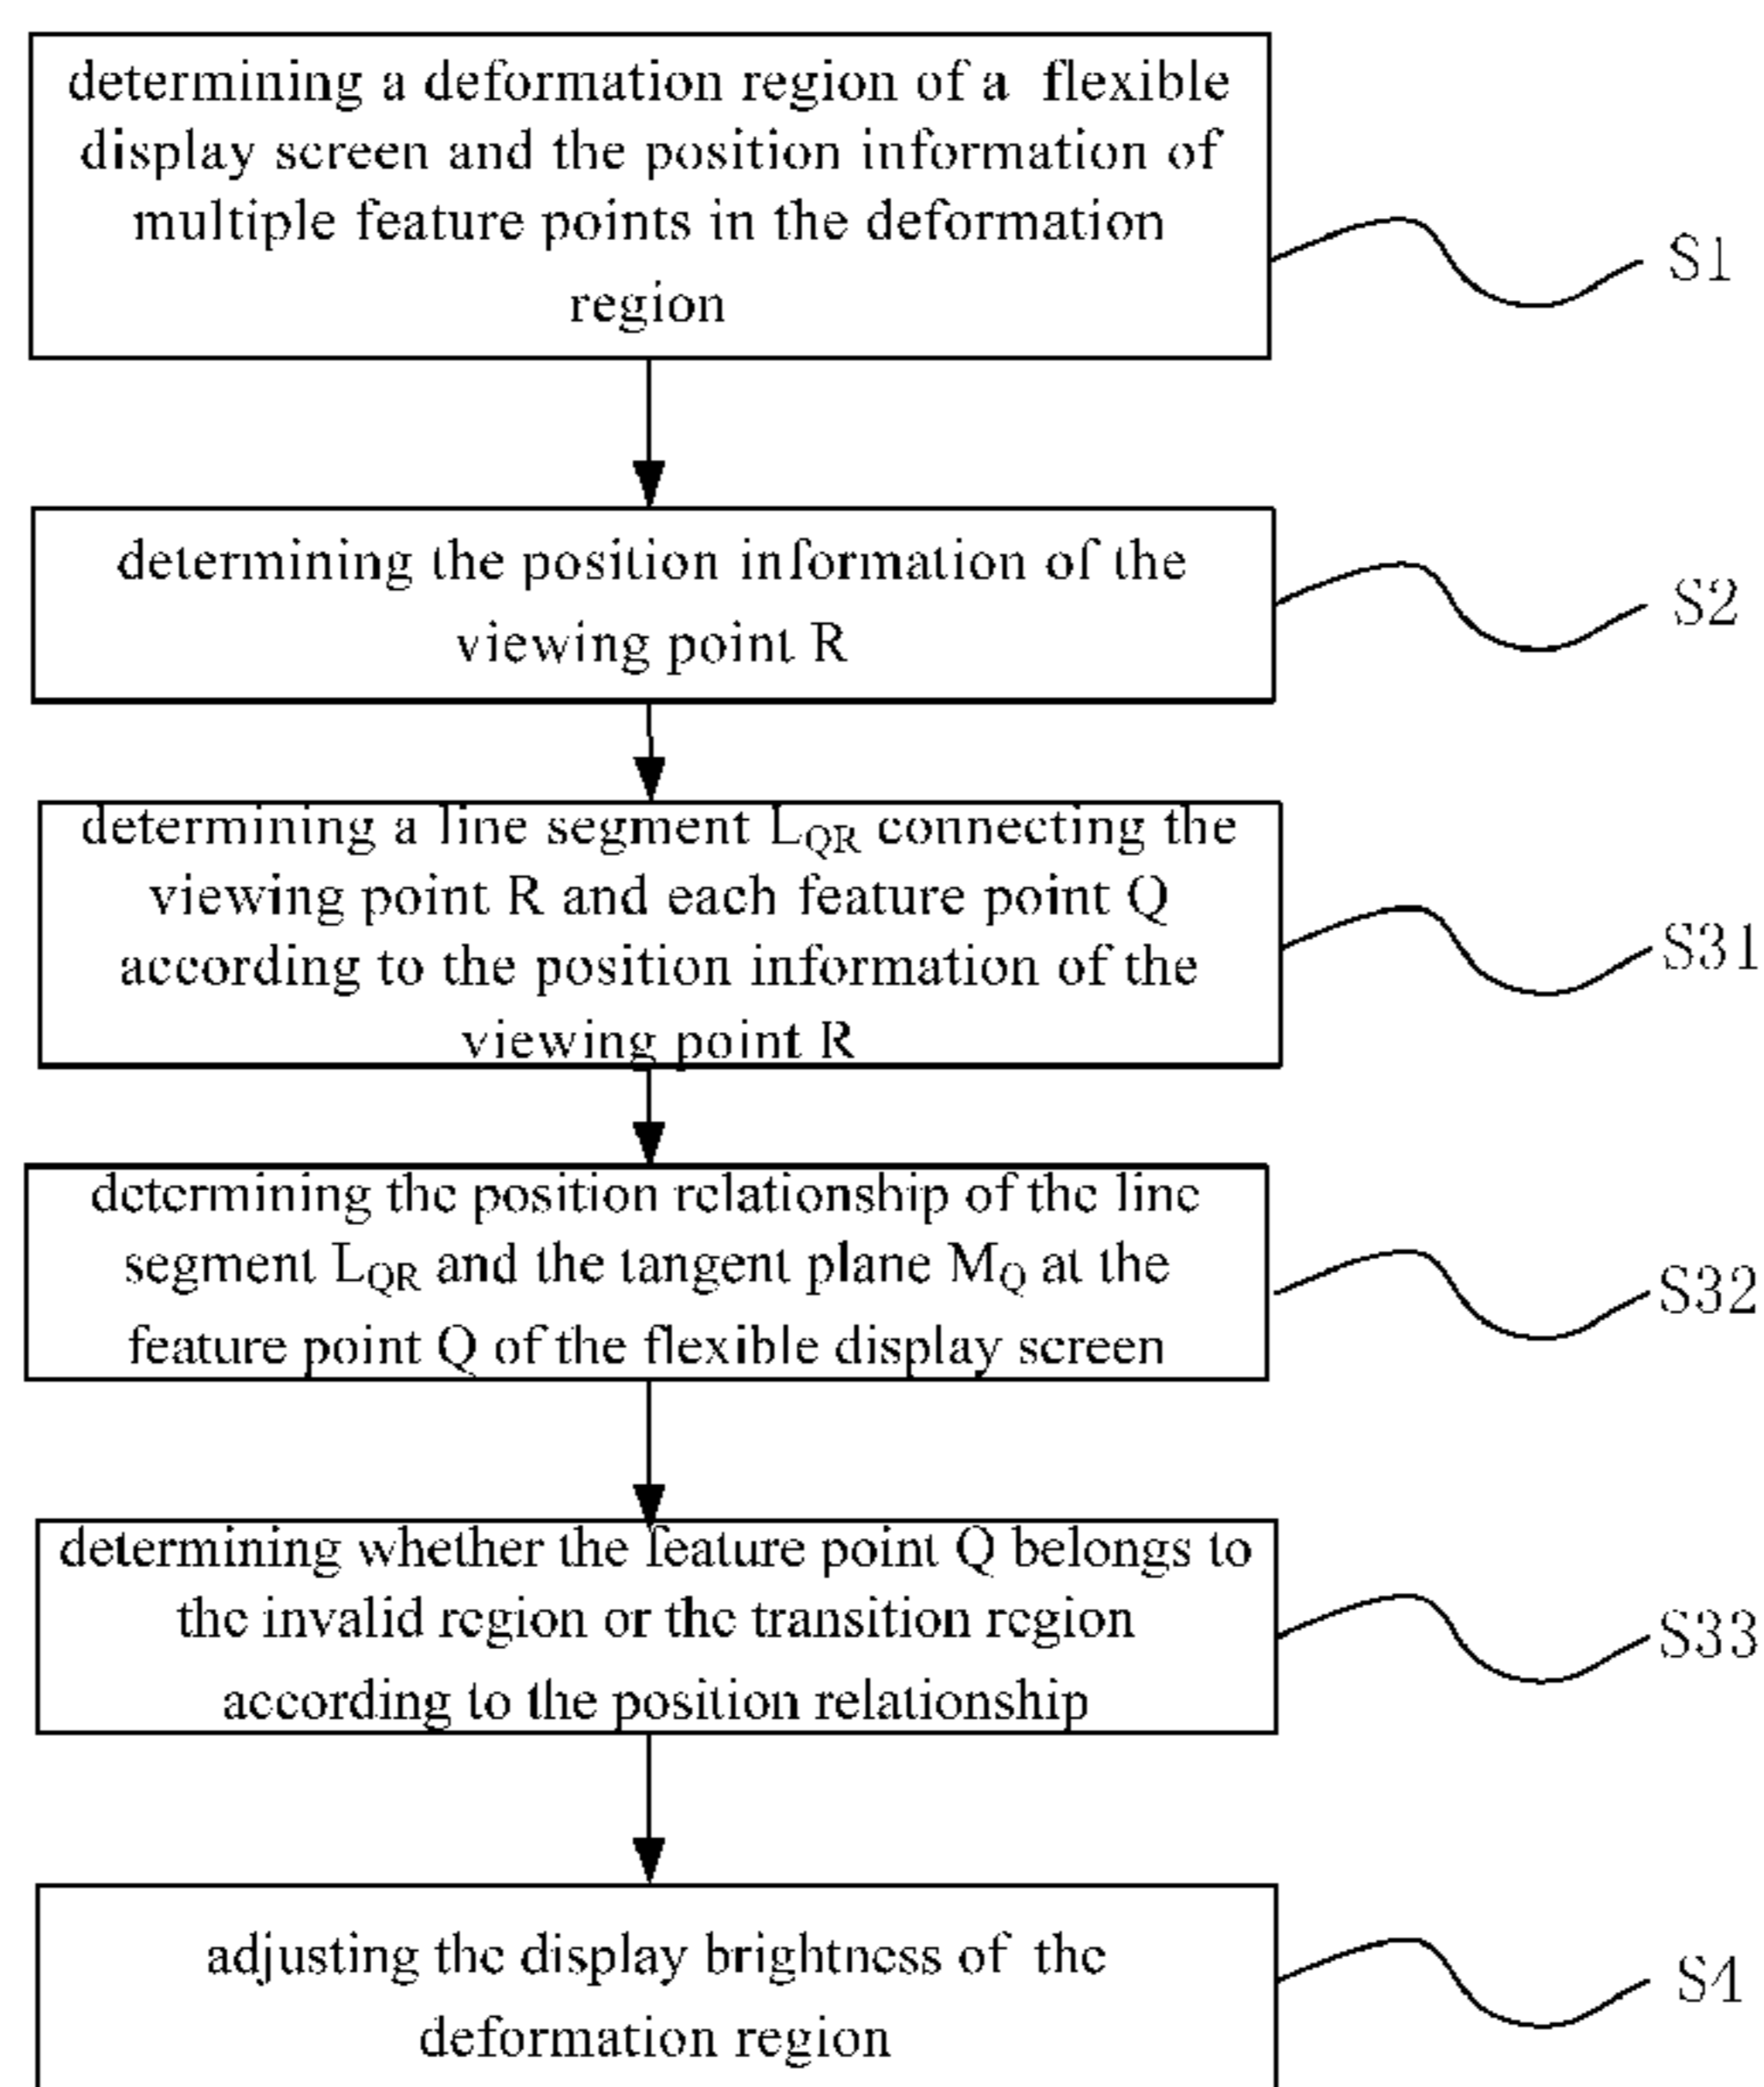 determining a deformation region of a flexible
display screen and the position information of
multiple feature points in the deformation
region
S1
determining the position information of the
viewing point R
S2
determining a line segment L_QR connecting the
viewing point R and each feature point Q
according to the position information of the
viewing point R
S31
determining the position relationship of the line
segment L_QR and the tangent plane M_Q at the
feature point Q of the flexible display screen
S32
determining whether the feature point Q belongs to
the invalid region or the transition region
according to the position relationship
S33
adjusting the display brightness of the
deformation region
S4